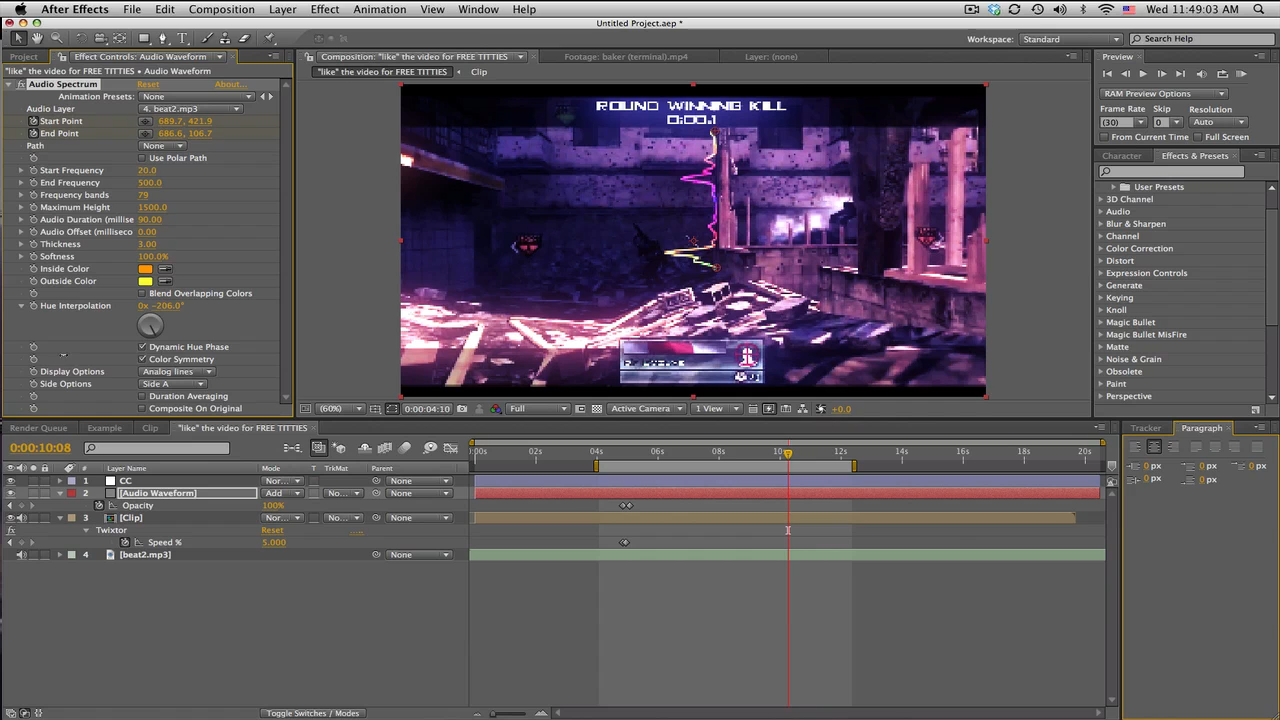 After Effects File Edit Composition Layer Effect Animation View Window Help Wed 11:49:03 AM
Untitled Project.aep *
Workspace: Standard Search Help
Project Effect Controls: Audio Waveform Composition: "like" the video for FREE TITTIES Footage: baker (terminal).mp4 Layer: (none) Preview
"like" the video for FREE TITTIES • Audio Waveform "like" the video for FREE TITTIES Clip
fx Audio Spectrum Reset About...
Animation Presets: None
Audio Layer 4. beat2.mp3
Start Point 689.7, 421.9
End Point 686.6, 106.7
Path None
Use Polar Path
Start Frequency 20.0
End Frequency 500.0
Frequency bands 79
Maximum Height 1500.0
Audio Duration (millise 90.00
Audio Offset (milliseco 0.00
Thickness 3.00
Softness 100.0%
Inside Color
Outside Color
Blend Overlapping Colors
Hue Interpolation 0x -206.0°
Dynamic Hue Phase
Color Symmetry
Display Options Analog lines
Side Options Side A
Duration Averaging
Composite On Original
ROUND WINNING KILL
0:00.1
(60%) 0:00:04:10 Full Active Camera 1 View +0.0
RAM Preview Options
Frame Rate Skip Resolution
(30) 0 Auto
From Current Time Full Screen
Character Effects & Presets
User Presets
3D Channel
Audio
Blur & Sharpen
Channel
Color Correction
Distort
Expression Controls
Generate
Keying
Knoll
Magic Bullet
Magic Bullet MisFire
Matte
Noise & Grain
Obsolete
Paint
Perspective
Render Queue Example Clip "like" the video for FREE TITTIES Tracker Paragraph
0:00:10:08
:00s 02s 04s 06s 08s 10s 12s 14s 16s 18s 20s
# Layer Name Mode T TrkMat Parent
1 CC Nor... None
2 [Audio Waveform] Add No... None
Opacity 100%
3 [Clip] Nor... No... None
fx Twixtor Reset .....
Speed % 5.000
4 [beat2.mp3] None
0 px 0 px 0 px
0 px 0 px
Toggle Switches / Modes